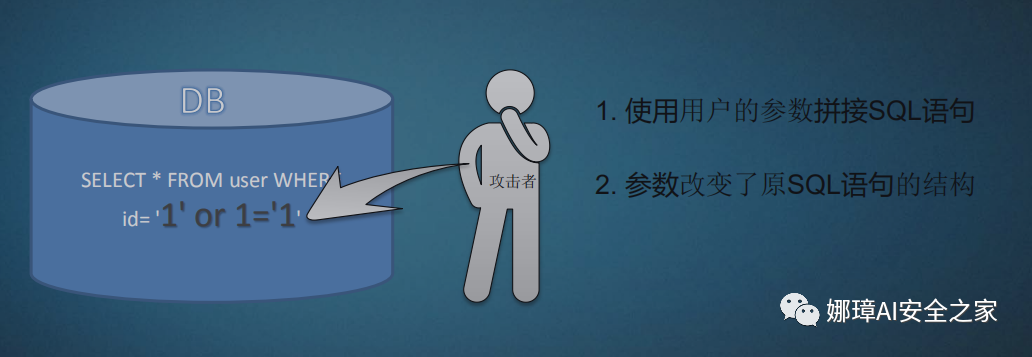 DB
SELECT * FROM user WHER
id= '1' or 1='1'
攻击者
1. 使用用户的参数拼接SQL语句
2. 参数改变了原SQL语句的结构
娜璋AI安全之家